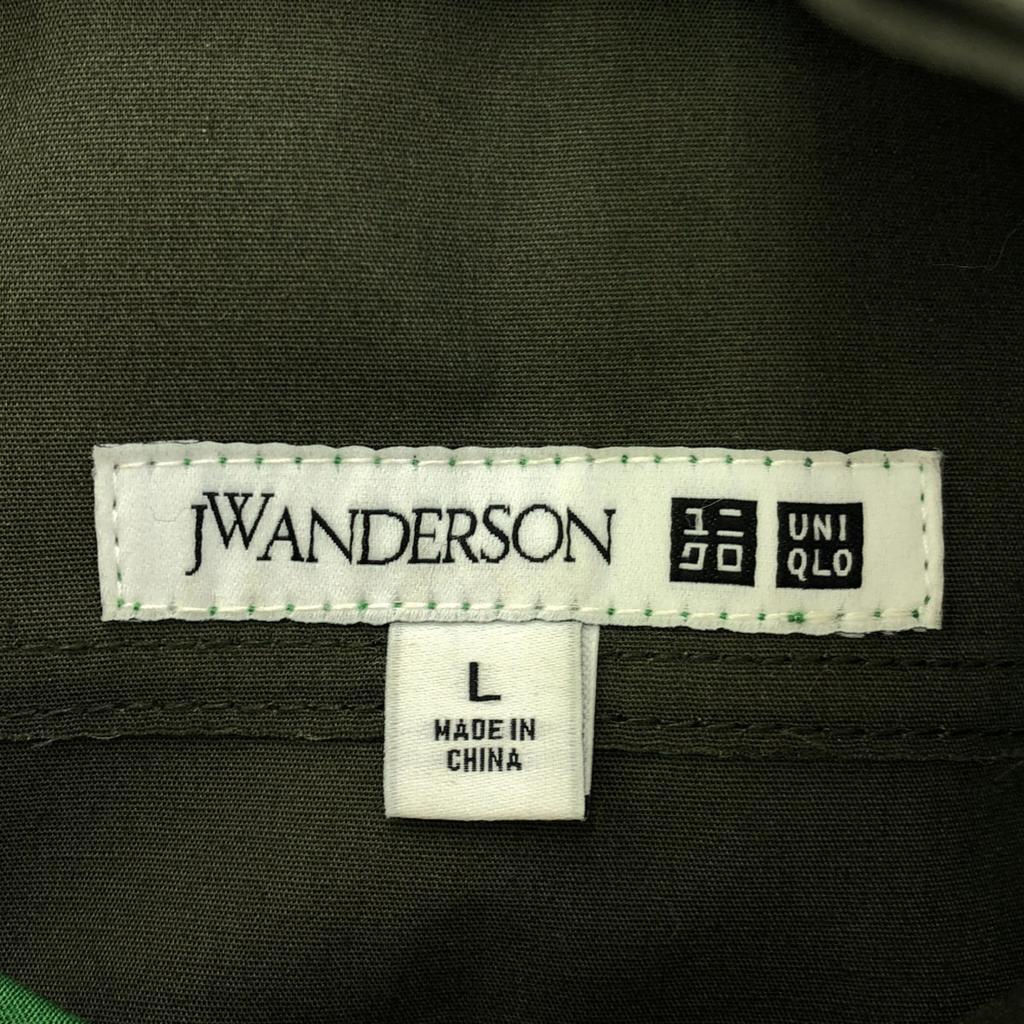 JWANDERSON
ユニ
クロ
UNI
QLO
L
MADE IN
CHINA